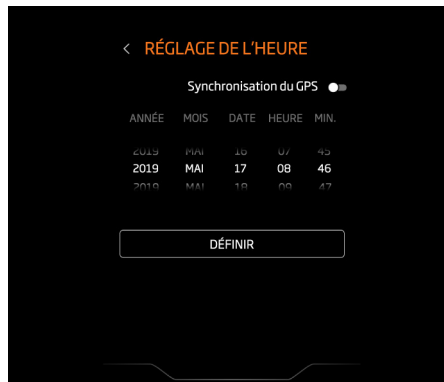 < RÉGLAGE DE L'HEURE
Synchronisation du GPS
ANNÉE MOIS DATE HEURE MIN.
2019 MAI 16 07 45
2019 MAI 17 08 46
2019 MAI 18 09 47
DÉFINIR